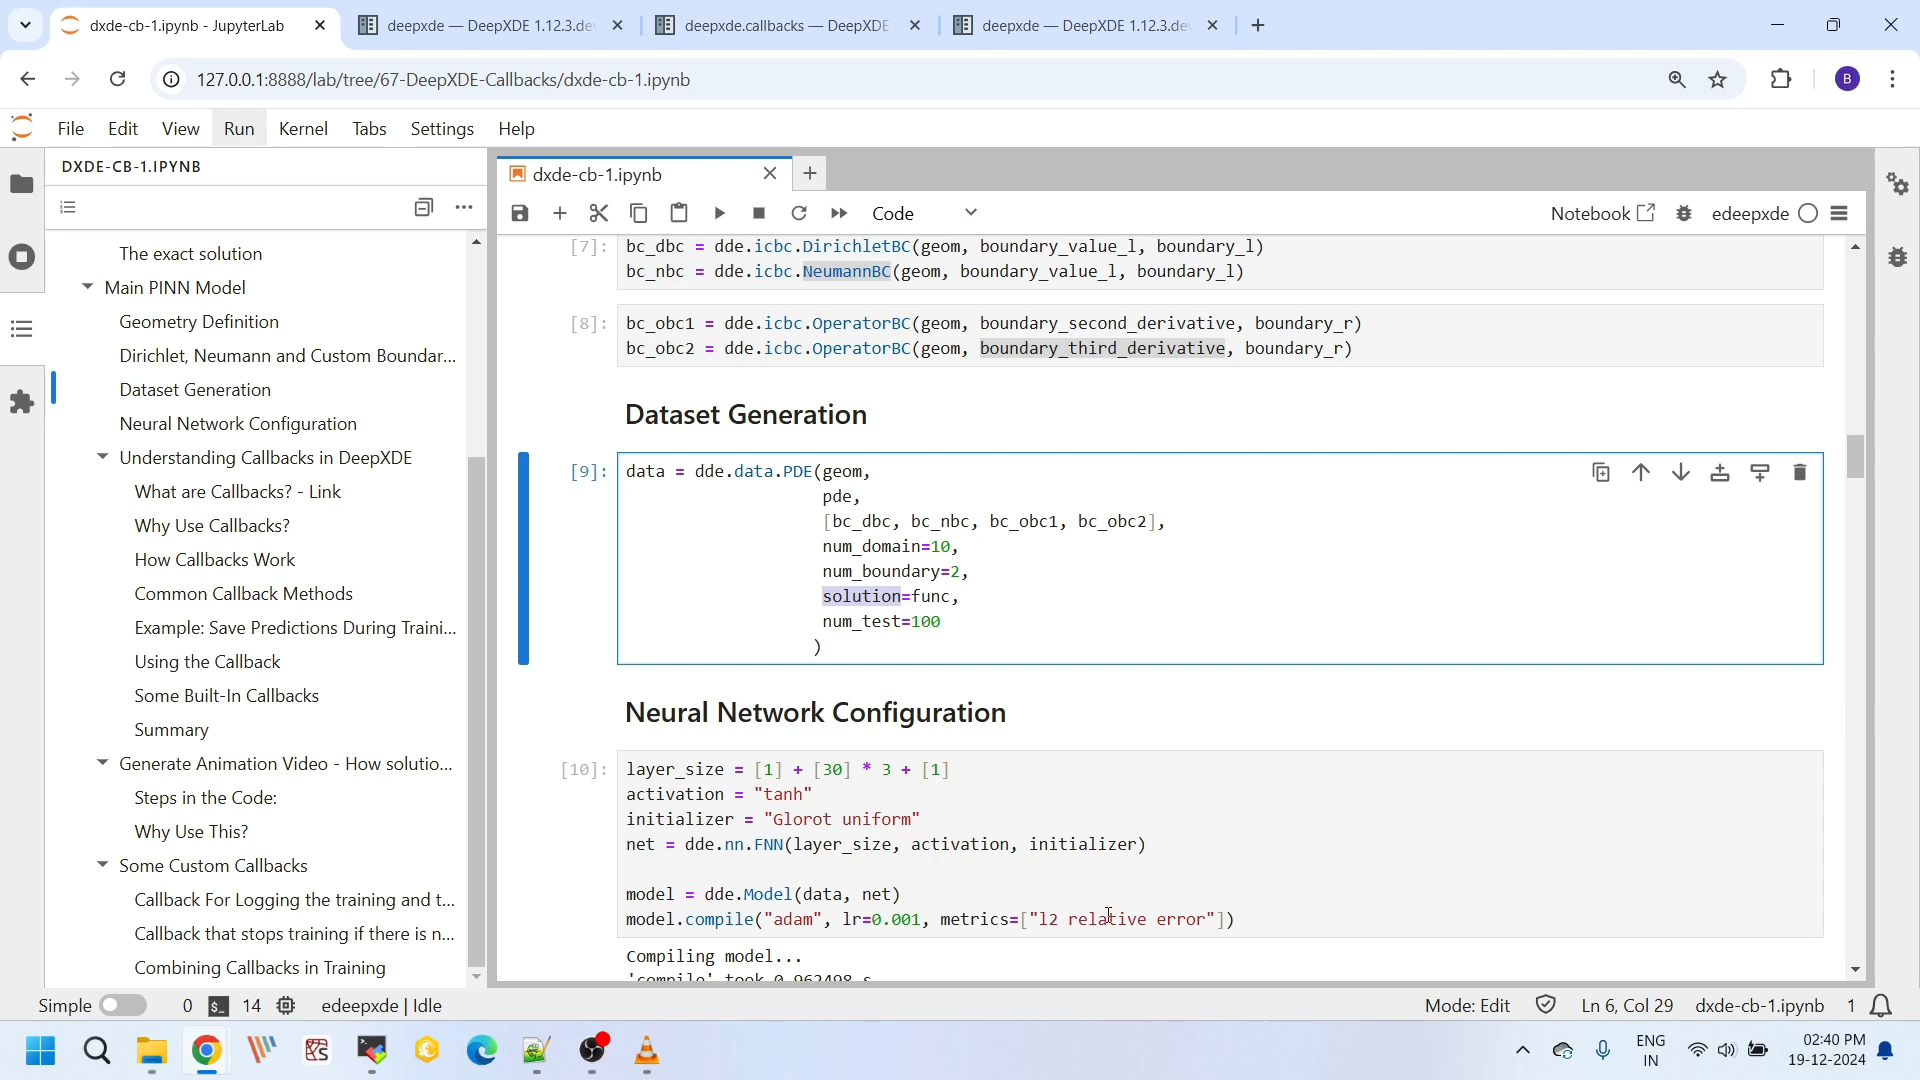 dxde-cb-1.ipynb - JupyterLab
deepxde — DeepXDE 1.12.3.de
deepxde.callbacks — DeepXDE
deepxde — DeepXDE 1.12.3.de
127.0.0.1:8888/lab/tree/67-DeepXDE-Callbacks/dxde-cb-1.ipynb
B
File Edit View Run Kernel Tabs Settings Help
DXDE-CB-1.IPYNB
dxde-cb-1.ipynb
Code
Notebook
edeepxde
The exact solution
Main PINN Model
Geometry Definition
Dirichlet, Neumann and Custom Boundar...
Dataset Generation
Neural Network Configuration
Understanding Callbacks in DeepXDE
What are Callbacks? - Link
Why Use Callbacks?
How Callbacks Work
Common Callback Methods
Example: Save Predictions During Traini...
Using the Callback
Some Built-In Callbacks
Summary
Generate Animation Video - How solutio...
Steps in the Code:
Why Use This?
Some Custom Callbacks
Callback For Logging the training and t...
Callback that stops training if there is n...
Combining Callbacks in Training
[7]: bc_dbc = dde.icbc.DirichletBC(geom, boundary_value_l, boundary_l)
bc_nbc = dde.icbc.NeumannBC(geom, boundary_value_l, boundary_l)
[8]: bc_obc1 = dde.icbc.OperatorBC(geom, boundary_second_derivative, boundary_r)
bc_obc2 = dde.icbc.OperatorBC(geom, boundary_third_derivative, boundary_r)
Dataset Generation
[9]: data = dde.data.PDE(geom,
pde,
[bc_dbc, bc_nbc, bc_obc1, bc_obc2],
num_domain=10,
num_boundary=2,
solution=func,
num_test=100
)
Neural Network Configuration
[10]: layer_size = [1] + [30] * 3 + [1]
activation = "tanh"
initializer = "Glorot uniform"
net = dde.nn.FNN(layer_size, activation, initializer)
model = dde.Model(data, net)
model.compile("adam", lr=0.001, metrics=["l2 relative error"])
Compiling model...
'compile' took 0.962498 s
Simple 0 14 edeepxde | Idle
Mode: Edit Ln 6, Col 29 dxde-cb-1.ipynb 1
ENG
IN
02:40 PM
19-12-2024